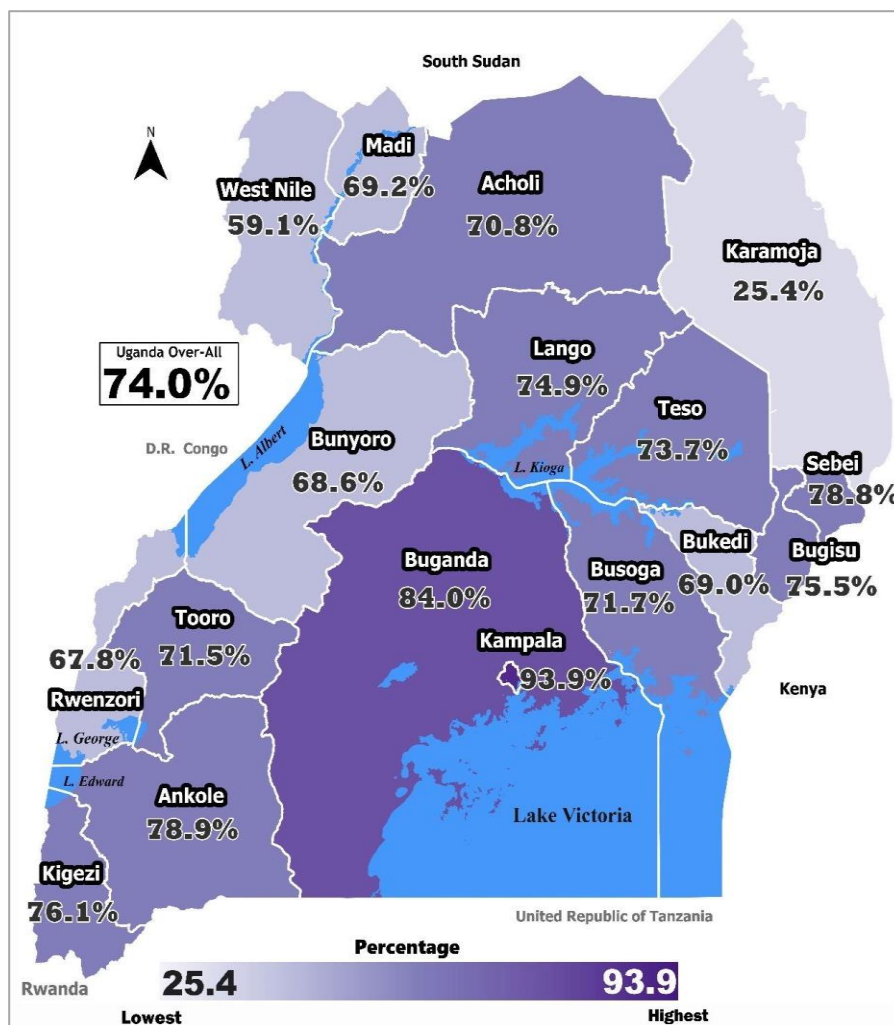 South Sudan
N
Madi
69.2%
West Nile
59.1%
Acholi
70.8%
Karamoja
25.4%
Uganda Over-All
74.0%
Lango
74.9%
Teso
73.7%
D.R. Congo
L. Albert
Bunyoro
68.6%
L. Kioga
Sebei
78.8%
Bukedi
69.0%
Bugisu
75.5%
Buganda
84.0%
Busoga
71.7%
Tooro
71.5%
Kampala
93.9%
67.8%
Rwenzori
Kenya
L. George
L. Edward
Ankole
78.9%
Lake Victoria
Kigezi
76.1%
United Republic of Tanzania
Percentage
25.4
93.9
Rwanda
Lowest
Highest